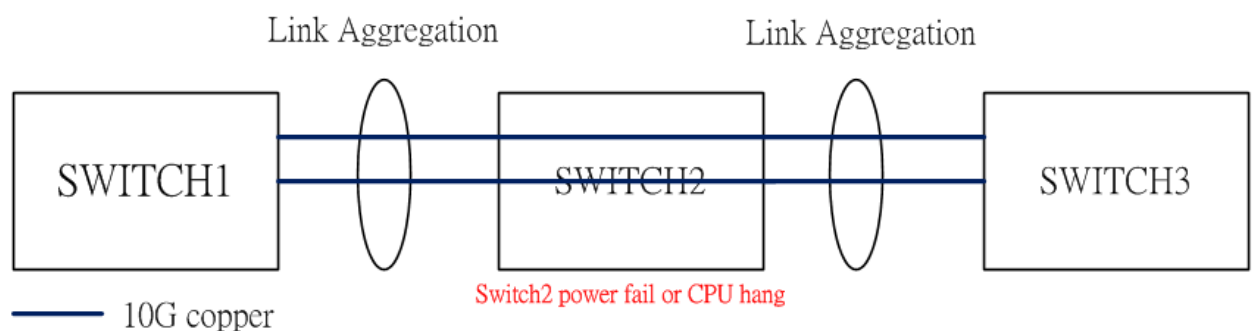 Link Aggregation
Link Aggregation
SWITCH1
SWITCH2
SWITCH3
Switch2 power fail or CPU hang
10G copper